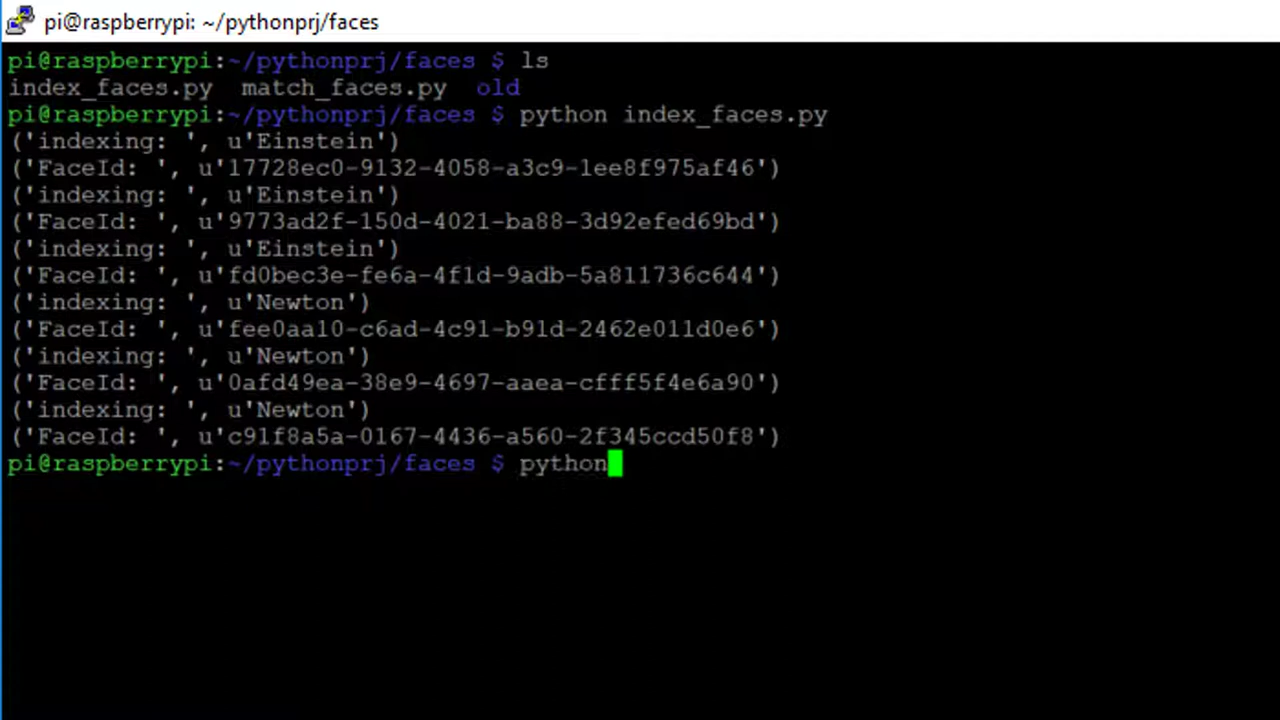 pi@raspberrypi: ~/pythonprj/faces
pi@raspberrypi:~/pythonprj/faces $ ls
index_faces.py  match_faces.py  old
pi@raspberrypi:~/pythonprj/faces $ python index_faces.py
('indexing: ', u'Einstein')
('FaceId: ', u'17728ec0-9132-4058-a3c9-1ee8f975af46')
('indexing: ', u'Einstein')
('FaceId: ', u'9773ad2f-150d-4021-ba88-3d92efed69bd')
('indexing: ', u'Einstein')
('FaceId: ', u'fd0bec3e-fe6a-4f1d-9adb-5a811736c644')
('indexing: ', u'Newton')
('FaceId: ', u'fee0aa10-c6ad-4c91-b91d-2462e011d0e6')
('indexing: ', u'Newton')
('FaceId: ', u'0afd49ea-38e9-4697-aaea-cfff5f4e6a90')
('indexing: ', u'Newton')
('FaceId: ', u'c91f8a5a-0167-4436-a560-2f345ccd50f8')
pi@raspberrypi:~/pythonprj/faces $ python